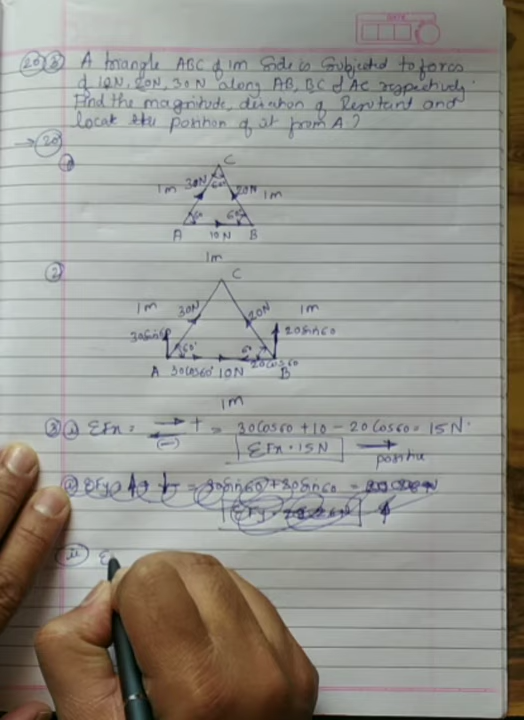 20 3 A triangle ABC of 1m Side is Subjected to forces
of 10N, 20N, 30N along AB, BC & AC respectively.
Find the magnitude, direction of Resultant and
locate the position of it from A?
→ 20
①
C
30N 60°
1m 20N 1m
60 60
A 10N B
1m
②
C
1m 30N 20N 1m
30Sin60 20Sin60
60° 60
A 30Cos60° 10N 20Cos60 B
1m
③ i) ΣFx = + = 30Cos60 + 10 - 20Cos60 = 15N.
(-) ΣFx = 15N positive
ii) ΣFy
ii) Σ